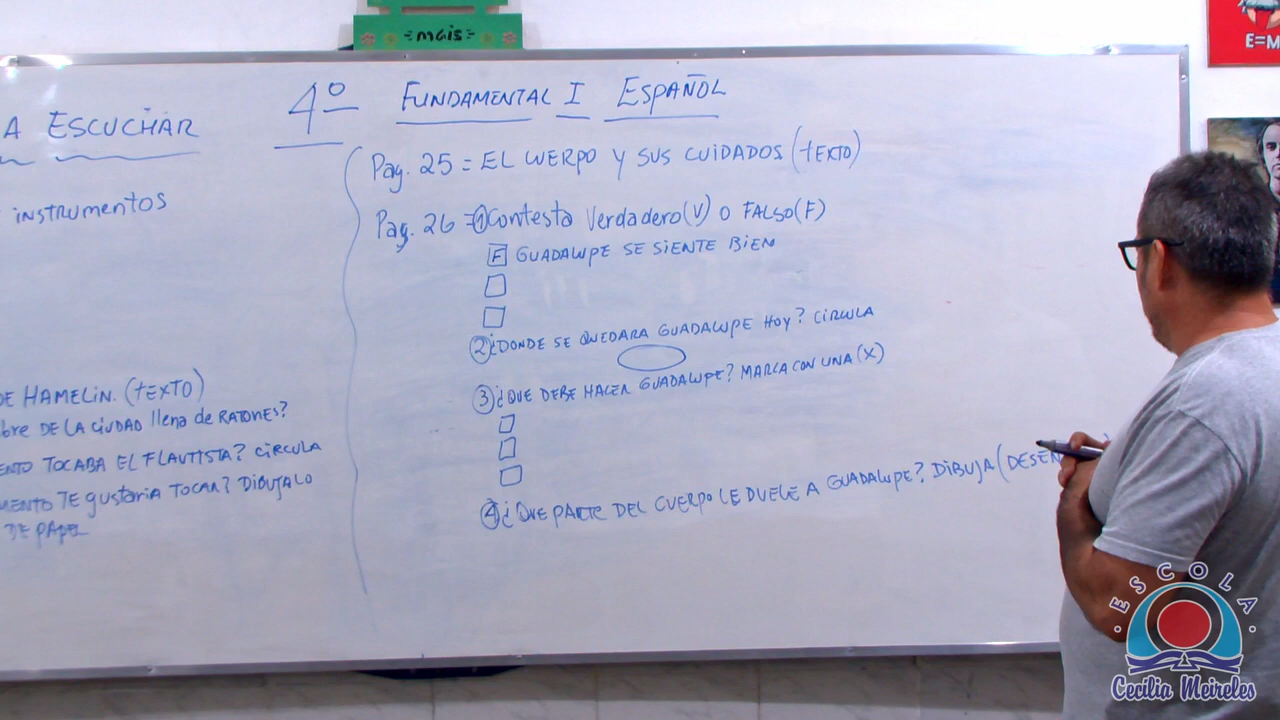 =mais=
E=M
A ESCUCHAR
instrumentos
DE HAMELIN. (tEXTO)
bre DE LA CIUDAD llena de RATONES?
ENTO TOCABA EL FLAUTISTA? CIRCULA
MENTO TE gustaria TOCAR? DIBUJALO
DE PAPEL
4º FUNDAMENTAL I ESPAÑOL
Pag. 25 = EL CUERPO Y SUS CUIDADOS (tEXTO)
Pag. 26 = ① Contesta Verdadero (V) O FALSO (F)
F GUADALUPE SE SIENTE BIEN
② ¿DONDE SE QUEDARA GUADALUPE HOY? CIRCULA
③ ¿QUE DEBE HACER GUADALUPE? MARCA CON UNA (X)
④ ¿QUE PARTE DEL CUERPO LE DUELE A GUADALUPE? DIBUJA (DESEN
ESCOLA
Cecilia Meireles